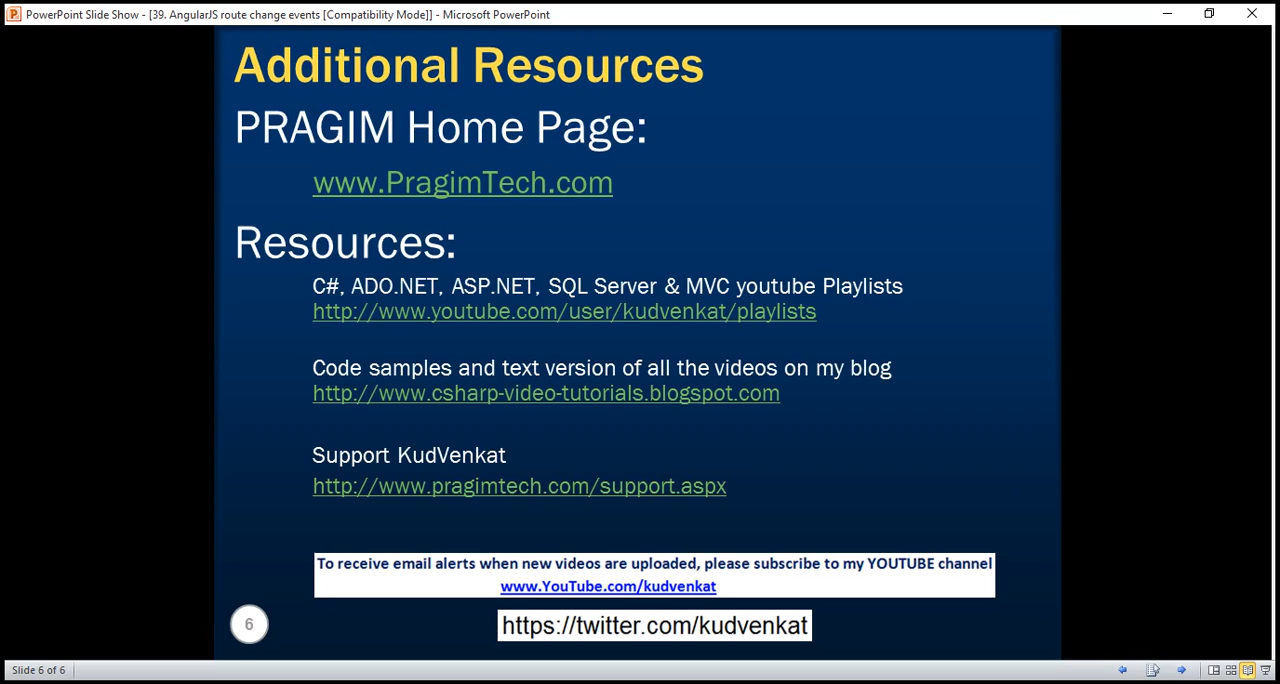 PowerPoint Slide Show - [39. AngularJS route change events [Compatibility Mode]] - Microsoft PowerPoint
Additional Resources
PRAGIM Home Page:
www.PragimTech.com
Resources:
C#, ADO.NET, ASP.NET, SQL Server & MVC youtube Playlists
http://www.youtube.com/user/kudvenkat/playlists
Code samples and text version of all the videos on my blog
http://www.csharp-video-tutorials.blogspot.com
Support KudVenkat
http://www.pragimtech.com/support.aspx
To receive email alerts when new videos are uploaded, please subscribe to my YOUTUBE channel
www.YouTube.com/kudvenkat
https://twitter.com/kudvenkat
6
Slide 6 of 6